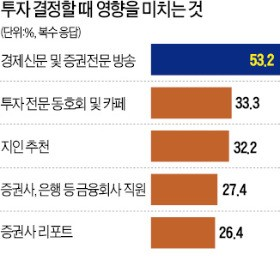 투자 결정할 때 영향을 미치는 것
(단위:%, 복수 응답)
경제신문 및 증권전문 방송 53.2
투자 전문 동호회 및 카페 33.3
지인 추천 32.2
증권사, 은행 등 금융회사 직원 27.4
증권사 리포트 26.4